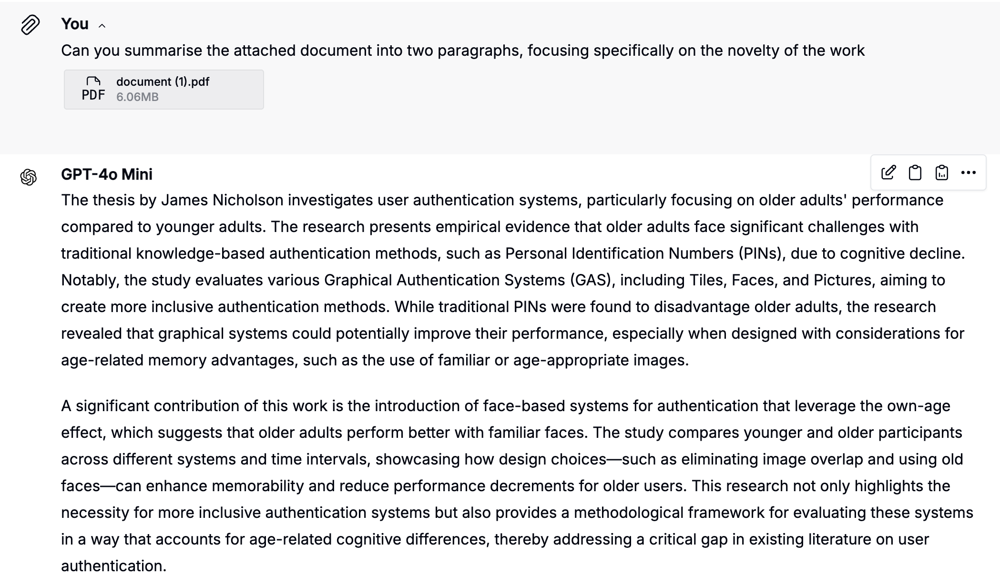 You
Can you summarise the attached document into two paragraphs, focusing specifically on the novelty of the work
PDF
document (1).pdf
6.06MB
GPT-4o Mini
The thesis by James Nicholson investigates user authentication systems, particularly focusing on older adults' performance
compared to younger adults. The research presents empirical evidence that older adults face significant challenges with
traditional knowledge-based authentication methods, such as Personal Identification Numbers (PINs), due to cognitive decline.
Notably, the study evaluates various Graphical Authentication Systems (GAS), including Tiles, Faces, and Pictures, aiming to
create more inclusive authentication methods. While traditional PINs were found to disadvantage older adults, the research
revealed that graphical systems could potentially improve their performance, especially when designed with considerations for
age-related memory advantages, such as the use of familiar or age-appropriate images.
A significant contribution of this work is the introduction of face-based systems for authentication that leverage the own-age
effect, which suggests that older adults perform better with familiar faces. The study compares younger and older participants
across different systems and time intervals, showcasing how design choices—such as eliminating image overlap and using old
faces—can enhance memorability and reduce performance decrements for older users. This research not only highlights the
necessity for more inclusive authentication systems but also provides a methodological framework for evaluating these systems
in a way that accounts for age-related cognitive differences, thereby addressing a critical gap in existing literature on user
authentication.